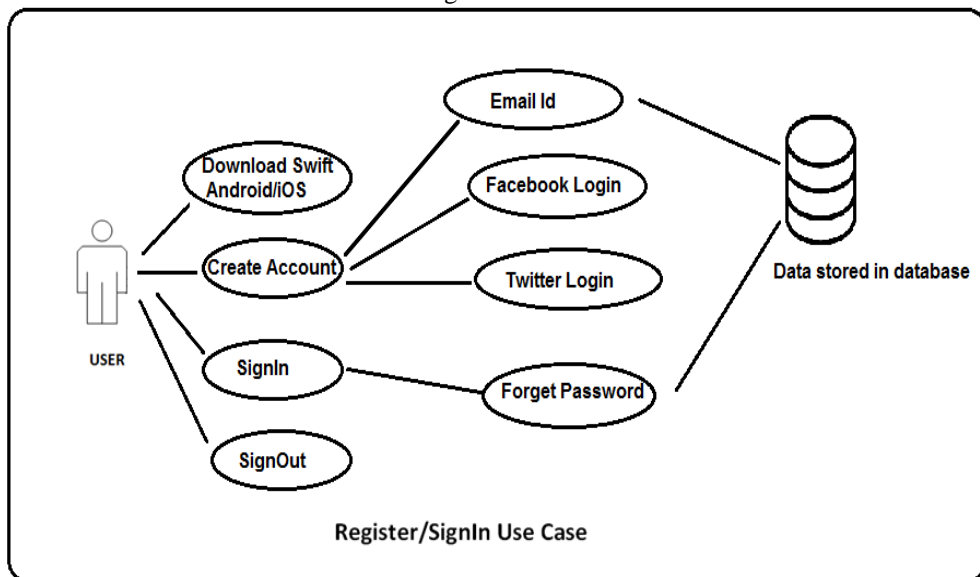 Email Id
Download Swift
Android/iOS
Facebook Login
Create Account
Twitter Login
Data stored in database
USER
SignIn
Forget Password
SignOut
Register/SignIn Use Case